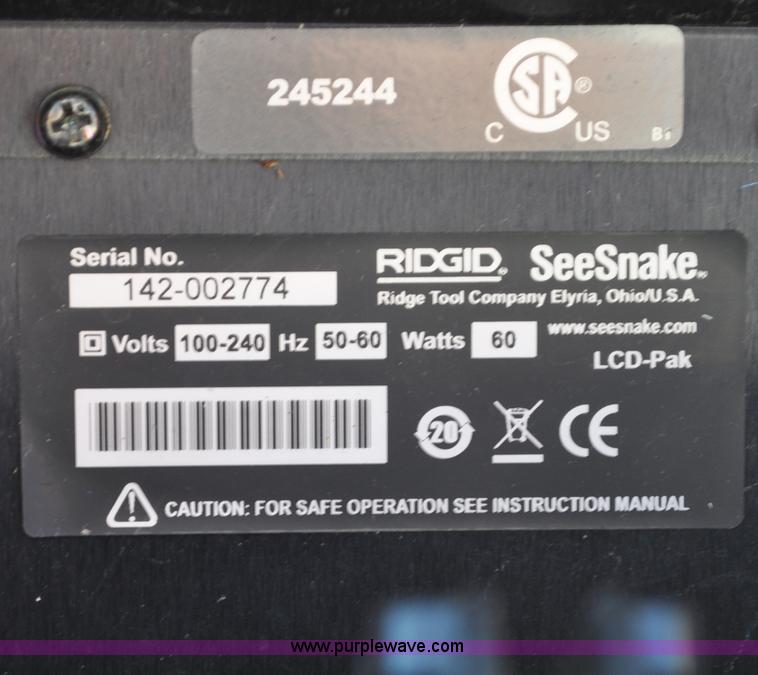 245244
CSA®
C US
Serial No.
142-002774
RIDGID® SeeSnake®
Ridge Tool Company Elyria, Ohio/U.S.A.
Volts 100-240 Hz 50-60 Watts 60
www.seesnake.com
LCD-Pak
20
CE
CAUTION: FOR SAFE OPERATION SEE INSTRUCTION MANUAL
www.purplewave.com